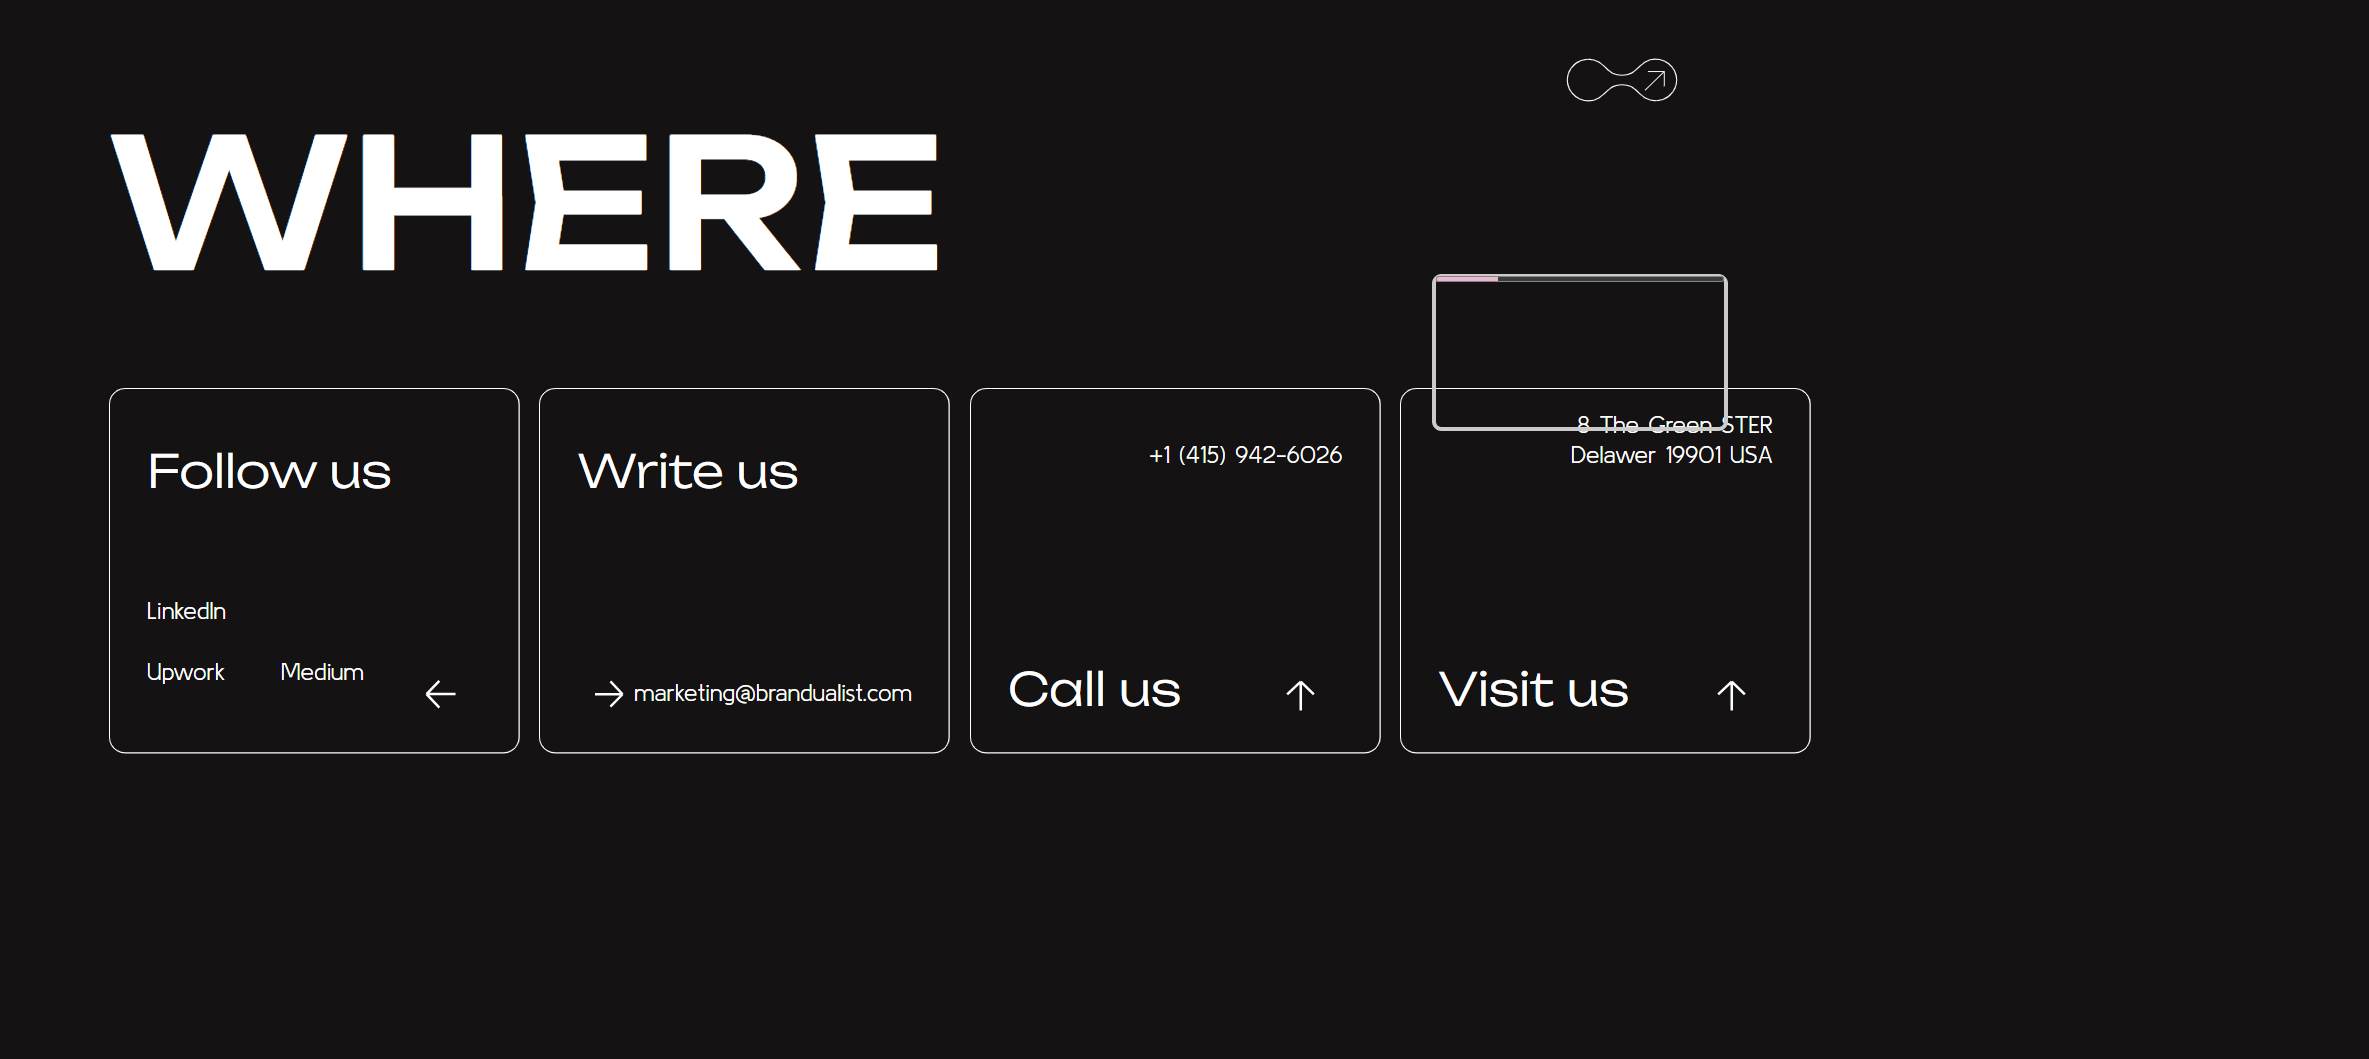 WHERE
Follow us
LinkedIn
Upwork Medium
Write us
marketing@brandualist.com
+1 (415) 942-6026
Call us
8 The Green STER
Delawer 19901 USA
Visit us